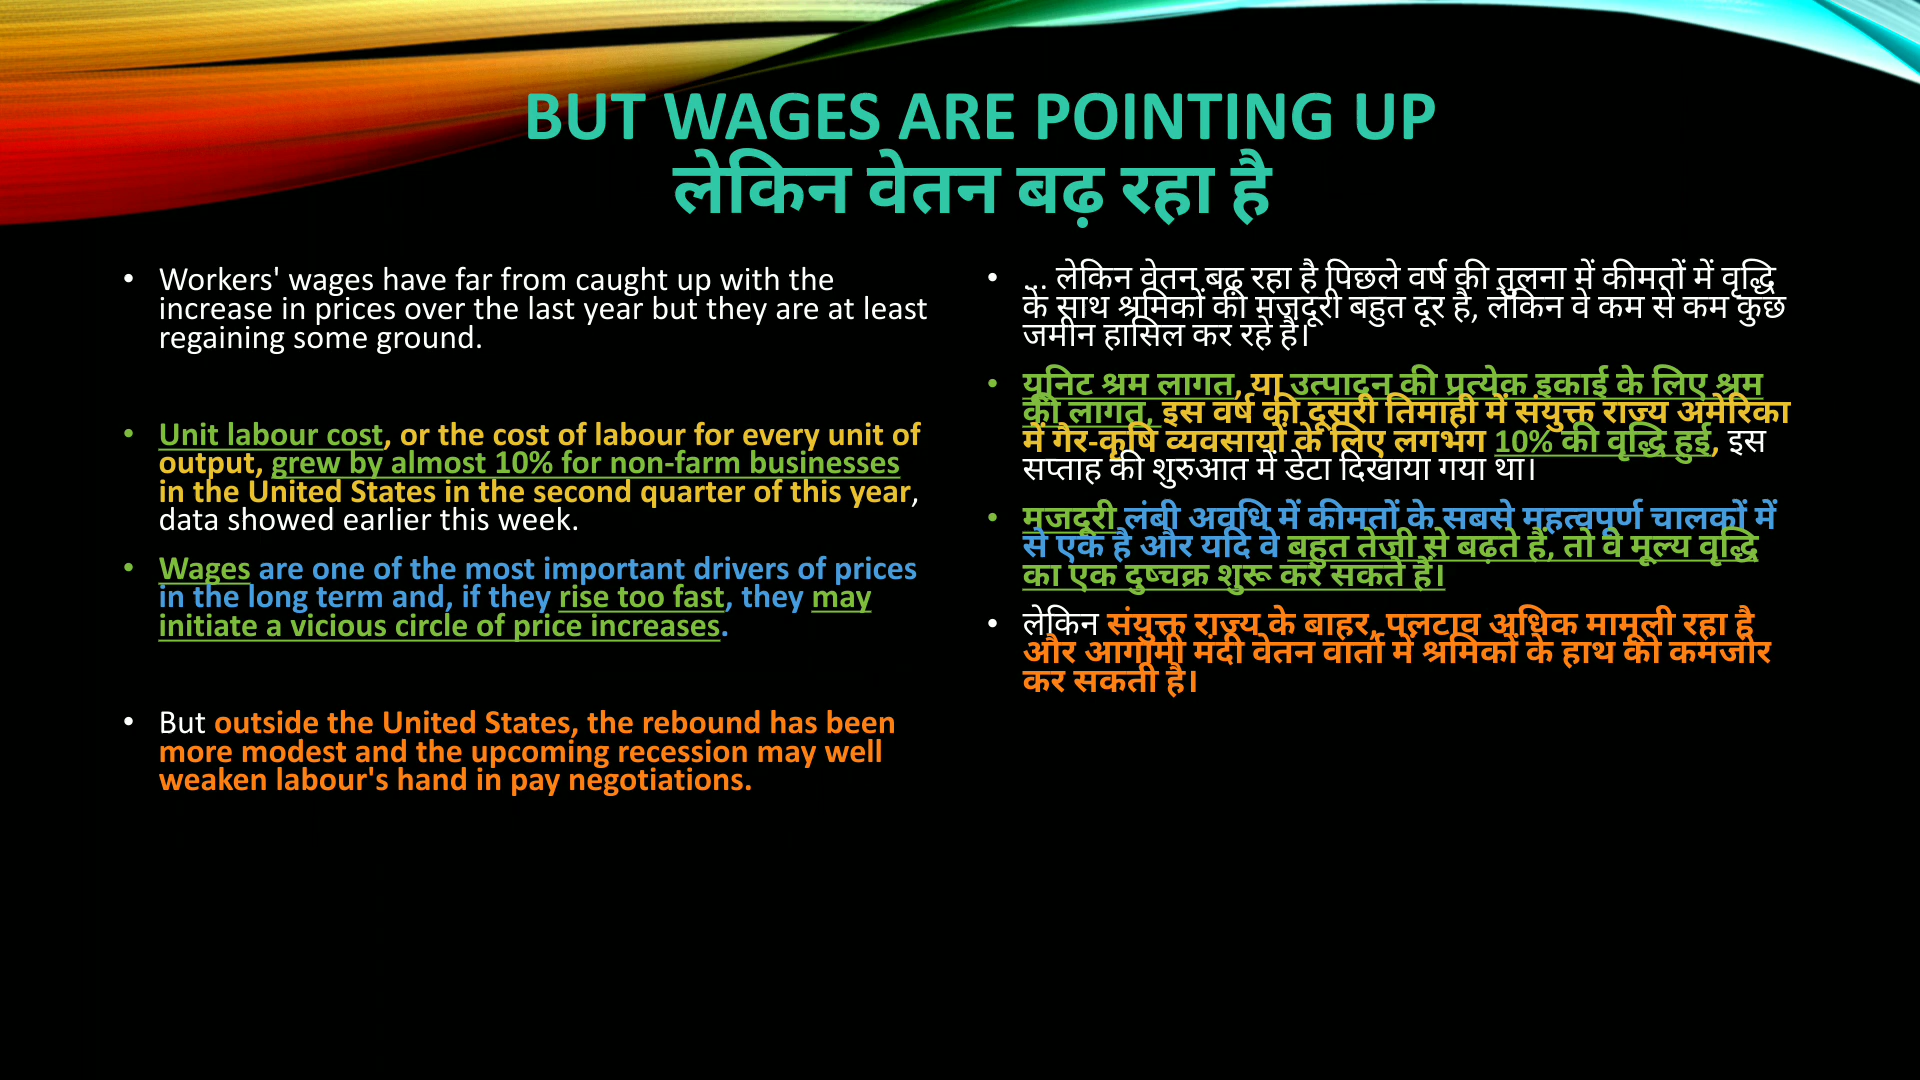 BUT WAGES ARE POINTING UP
लेकिन वेतन बढ़ रहा है
• Workers' wages have far from caught up with the
increase in prices over the last year but they are at least
regaining some ground.
• Unit labour cost, or the cost of labour for every unit of
output, grew by almost 10% for non-farm businesses
in the United States in the second quarter of this year,
data showed earlier this week.
• Wages are one of the most important drivers of prices
in the long term and, if they rise too fast, they may
initiate a vicious circle of price increases.
• But outside the United States, the rebound has been
more modest and the upcoming recession may well
weaken labour's hand in pay negotiations.
• ... लेकिन वेतन बढ़ रहा है पिछले वर्ष की तुलना में कीमतों में वृद्धि
के साथ श्रमिकों की मजदूरी बहुत दूर है, लेकिन वे कम से कम कुछ
जमीन हासिल कर रहे हैं।
• यूनिट श्रम लागत, या उत्पादन की प्रत्येक इकाई के लिए श्रम
की लागत, इस वर्ष की दूसरी तिमाही में संयुक्त राज्य अमेरिका
में गैर-कृषि व्यवसायों के लिए लगभग 10% की वृद्धि हुई, इस
सप्ताह की शुरुआत में डेटा दिखाया गया था।
• मजदूरी लंबी अवधि में कीमतों के सबसे महत्वपूर्ण चालकों में
से एक है और यदि वे बहुत तेजी से बढ़ते हैं, तो वे मूल्य वृद्धि
का एक दुष्चक्र शुरू कर सकते हैं।
• लेकिन संयुक्त राज्य के बाहर, पलटाव अधिक मामूली रहा है
और आगामी मंदी वेतन वार्ता में श्रमिकों के हाथ को कमजोर
कर सकती है।